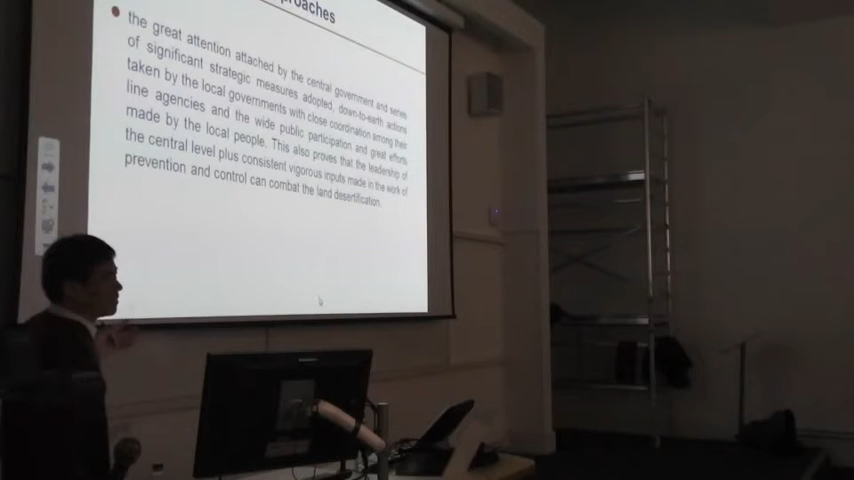 proaches
the great attention attached by the central government and series
of significant strategic measures adopted, down-to-earth actions
taken by the local governments with close coordination among their
line agencies and the wide public participation and great efforts
made by the local people. This also proves that the leadership of
the central level plus consistent vigorous inputs made in the work of
prevention and control can combat the land desertification.